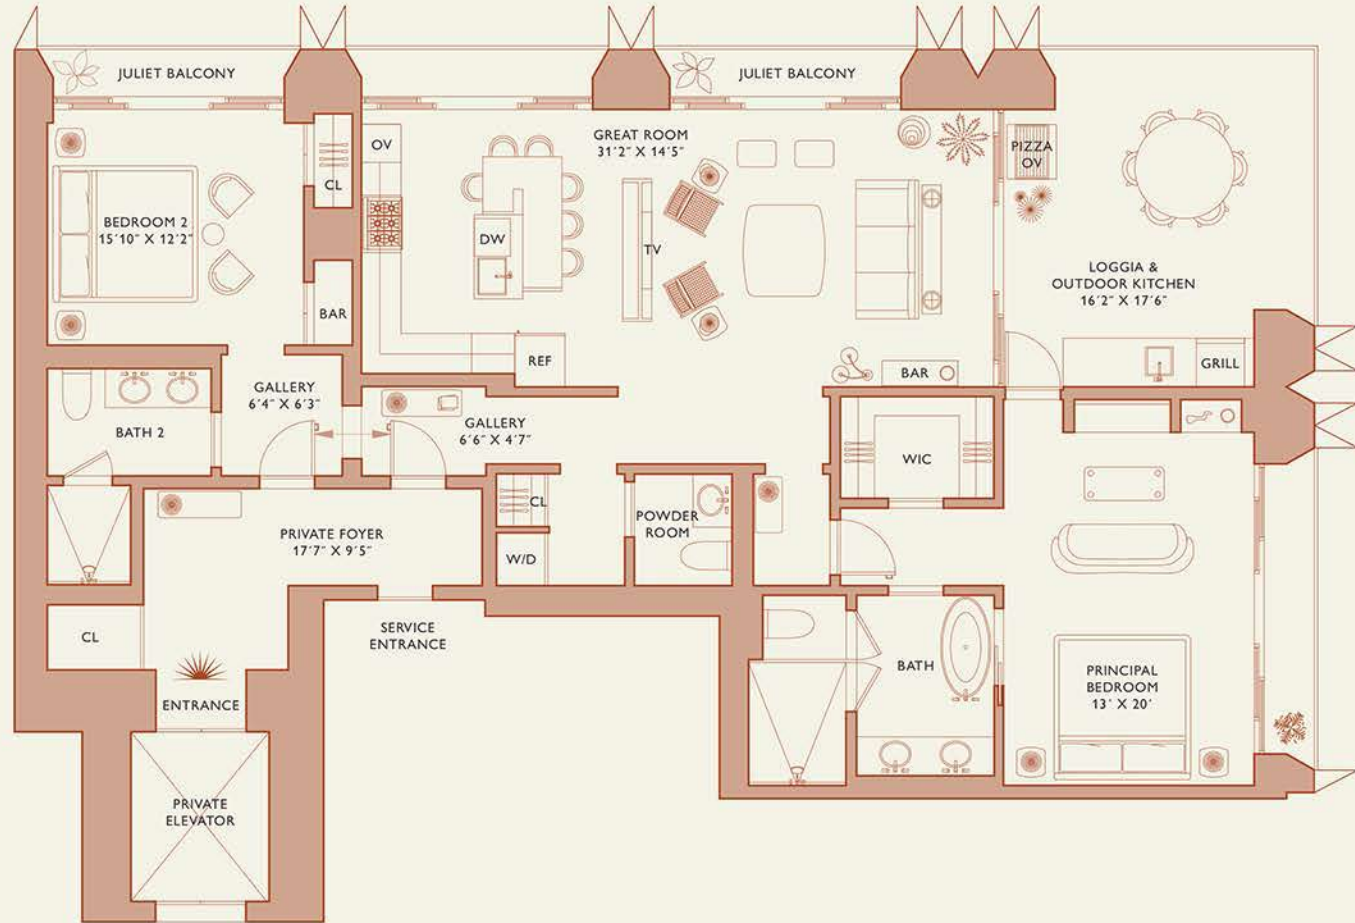 JULIET BALCONY
JULIET BALCONY
OV
GREAT ROOM
31'2" X 14'5"
PIZZA
OV
CL
BEDROOM 2
15'10" X 12'2"
DW
TV
LOGGIA &
OUTDOOR KITCHEN
16'2" X 17'6"
BAR
REF
BAR
GRILL
GALLERY
6'4" X 6'3"
GALLERY
6'6" X 4'7"
BATH 2
WIC
CL
POWDER
ROOM
PRIVATE FOYER
17'7" X 9'5"
W/D
CL
SERVICE
ENTRANCE
BATH
PRINCIPAL
BEDROOM
13' X 20'
ENTRANCE
PRIVATE
ELEVATOR